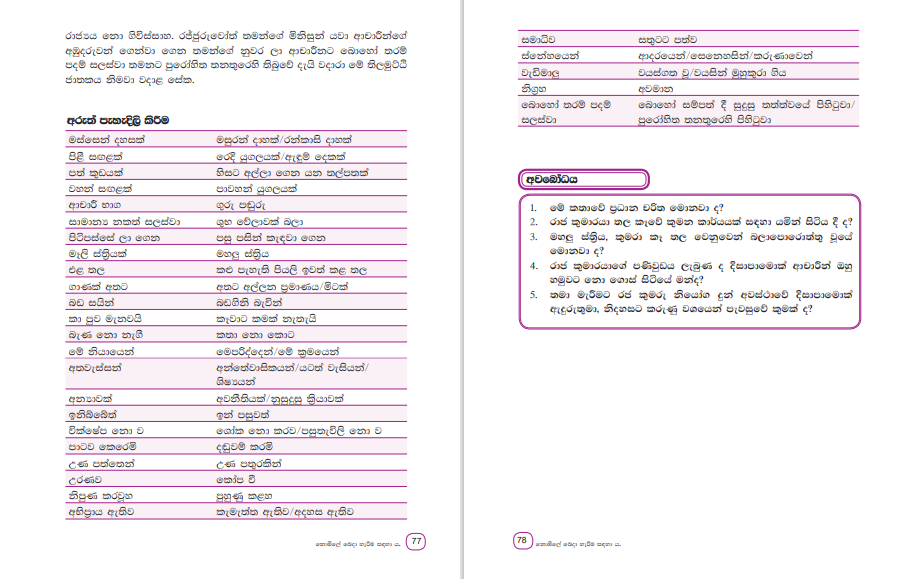 රාජ්‍යය නො ගිවිස්සාහ. රජ්ජුරුවෝත් තමන්ගේ මිනිසුන් යවා ආචාරීන්ගේ
අඹුදරුවන් ගෙන්වා ගෙන තමන්ගේ නුවර ලා ආචාරීනට බොහෝ තරම්
පදම් සලස්වා තමනට පුරෝහිත තනතුරෙහි තිබුවේ දැයි වදාරා මේ තිලමුට්ඨි
ජාතකය නිමවා වදාළ සේක.
අරුත් පැහැදිලි කිරීම
මස්සෙන් දහසක් මසුරන් දාහක්/රන්කාසි දාහක්
පිළී සඟළක් රෙදි යුගලයක්/ඇඳුම් දෙකක්
පත් කුඩයක් හිසට අල්ලා ගෙන යන තල්පතක්
වහන් සඟළක් පාවහන් යුගලයක්
ආචාරී භාග ගුරු පඬුරු
සාමාන්‍ය නකත් සලස්වා ශුභ වේලාවක් බලා
පිටිපස්සේ ලා ගෙන පසු පසින් කැඳවා ගෙන
මැලි ස්ත්‍රියක් මහලු ස්ත්‍රිය
එළ තල කළු පැහැති පියලි ඉවත් කළ තල
ගාණක් අතට අතට අල්ලන ප්‍රමාණය/මිටක්
බඩ සයින් බඩගිනි බැවින්
කා පුව මැනවයි කෑවාට කමක් නැතැයි
බැණ නො නැගී කතා නො කොට
මේ නියායෙන් මෙපරිද්දෙන්/මේ ක්‍රමයෙන්
අතවැස්සන් අන්තේවාසිකයන්/යටත් වැසියන්/
ශිෂ්‍යයන්
අන්‍යාවක් අවනීතියක්/නුසුදුසු ක්‍රියාවක්
ඉනිබ්බේත් ඉන් පසුවත්
වික්ෂේප නො ව ශෝක නො කරව/පසුතැවිලි නො ව
පාටව කෙරෙමි දඬුවම් කරමි
උණ පත්තෙන් උණ පතුරකින්
උරණව කෝප වී
නිපුණ කරවූහ පුහුණු කළහ
අභිප්‍රාය ඇතිව කැමැත්ත ඇතිව/අදහස ඇතිව
77
සමාධිව සතුටට පත්ව
ස්නේහයෙන් ආදරයෙන්/සෙනෙහසින්/කරුණාවෙන්
වැඩිමාලු වයස්ගත වූ/වයසින් මුහුකුරා ගිය
නිග්‍රහ අවමාන
බොහෝ තරම් පදම් බොහෝ සම්පත් දී සුදුසු තත්ත්වයේ පිහිටුවා/
සලස්වා පුරෝහිත තනතුරෙහි පිහිටුවා
අවබෝධය
1. මේ කතාවේ ප්‍රධාන චරිත මොනවා ද?
2. රාජ කුමාරයා තල කෑවේ කුමන කාර්යයක් සඳහා යමින් සිටිය දී ද?
3. මහලු ස්ත්‍රිය, කුමරා කෑ තල වෙනුවෙන් බලාපොරොත්තු වූයේ
මොනවා ද?
4. රාජ කුමාරයාගේ පණිවුඩය ලැබුණ ද දිසාපාමොක් ආචාරීන් ඔහු
හමුවට නො ගොස් සිටියේ මන්ද?
5. තමා මැරීමට රජ කුමරු නියෝග දුන් අවස්ථාවේ දිසාපාමොක්
ඇදුරුතුමා, නිදහසට කරුණු වශයෙන් පැවසුවේ කුමක් ද?
78